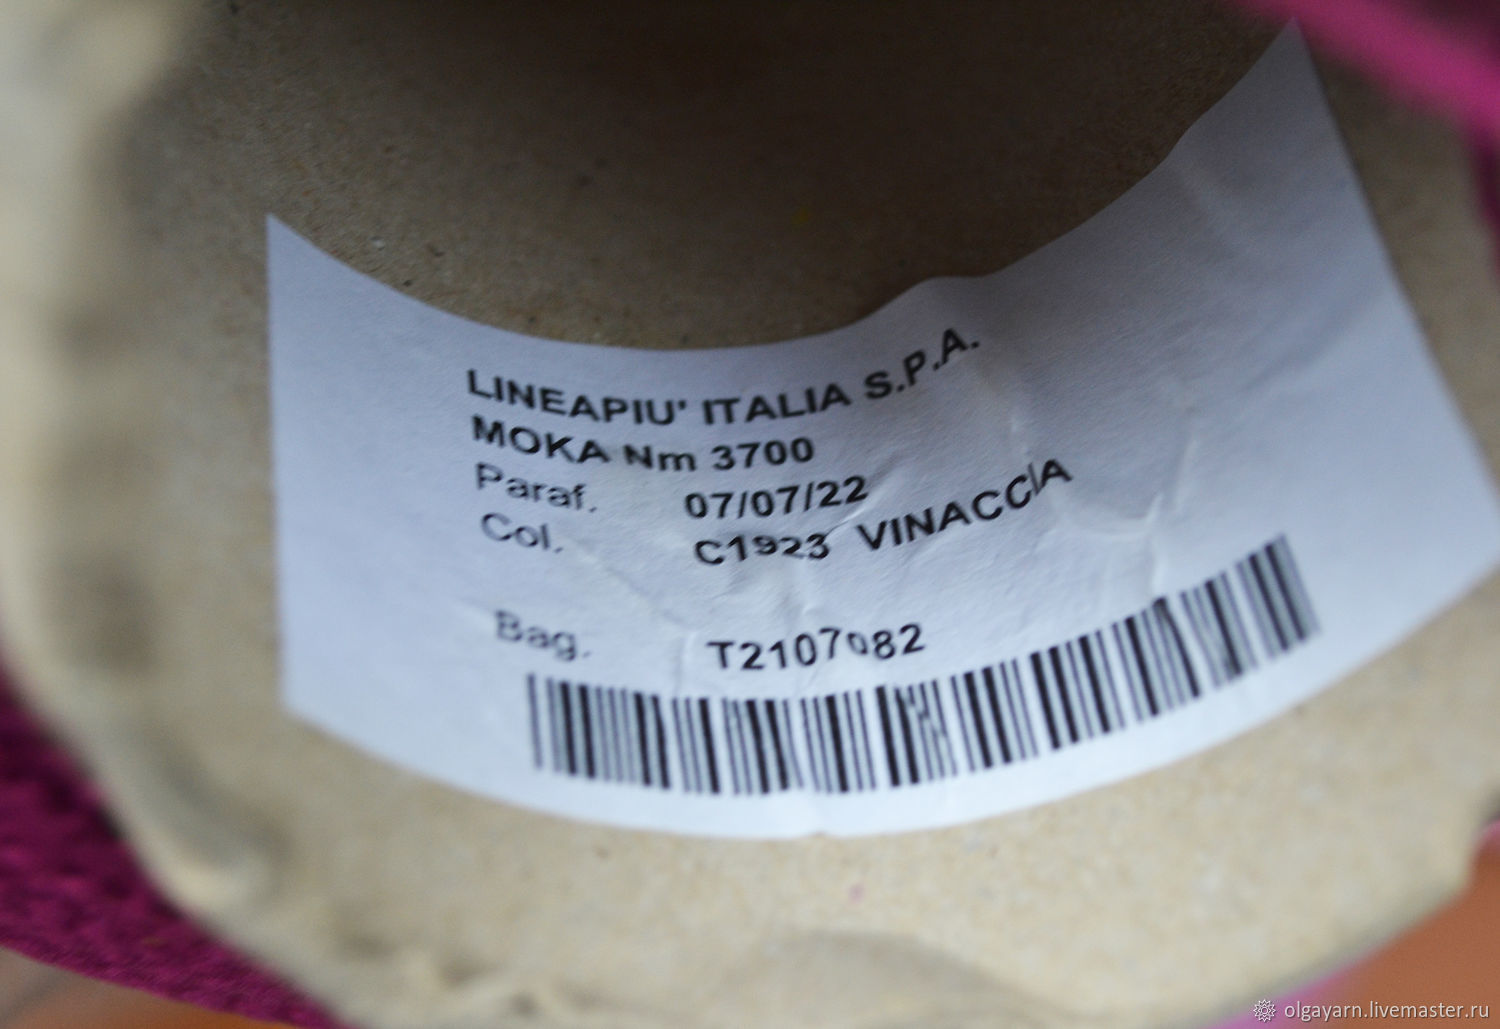 LINEAPIU' ITALIA S.P.A.
MOKA Nm 3700
Paraf. 07/07/22
Col. C1923 VINACCIA
Bag. T2107082
olgayarn.livemaster.ru